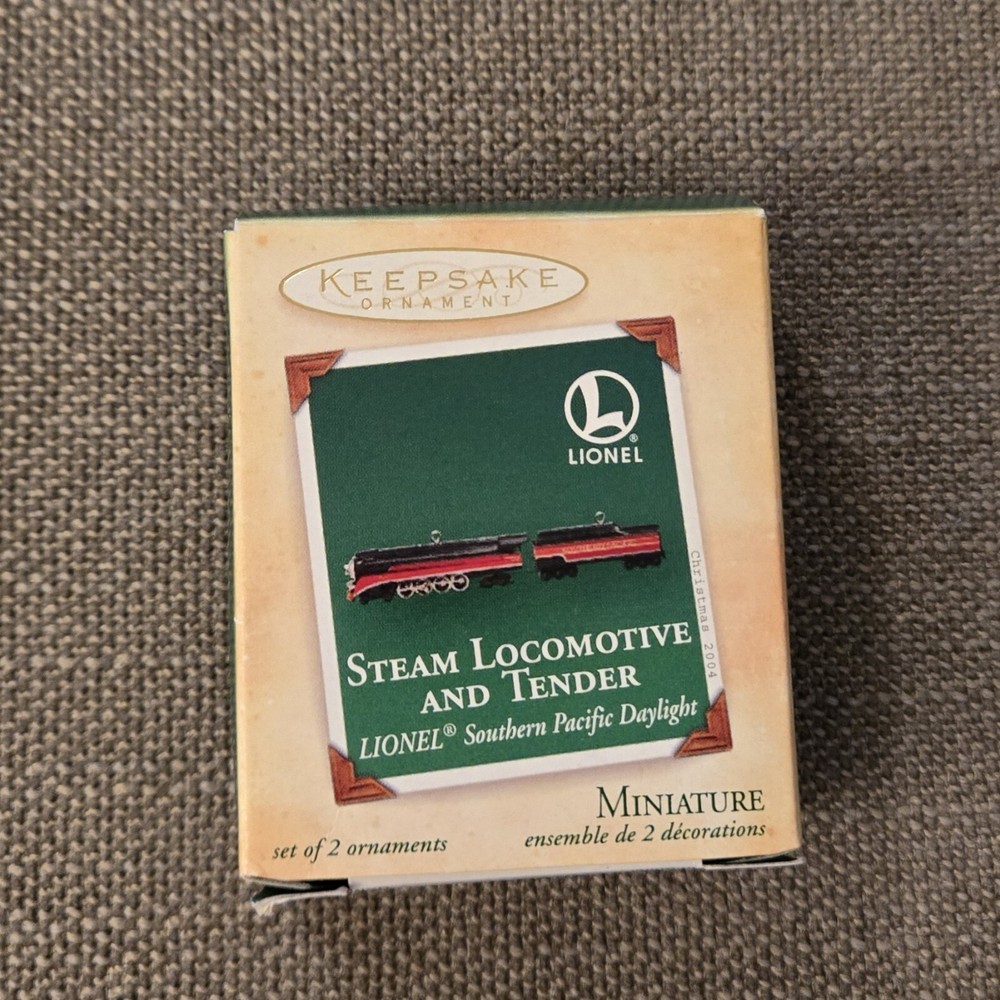 KEEPSAKE
ORNAMENT
L
LIONEL®
Christmas 2004
STEAM LOCOMOTIVE
AND TENDER
LIONEL® Southern Pacific Daylight
MINIATURE
set of 2 ornaments
ensemble de 2 décorations